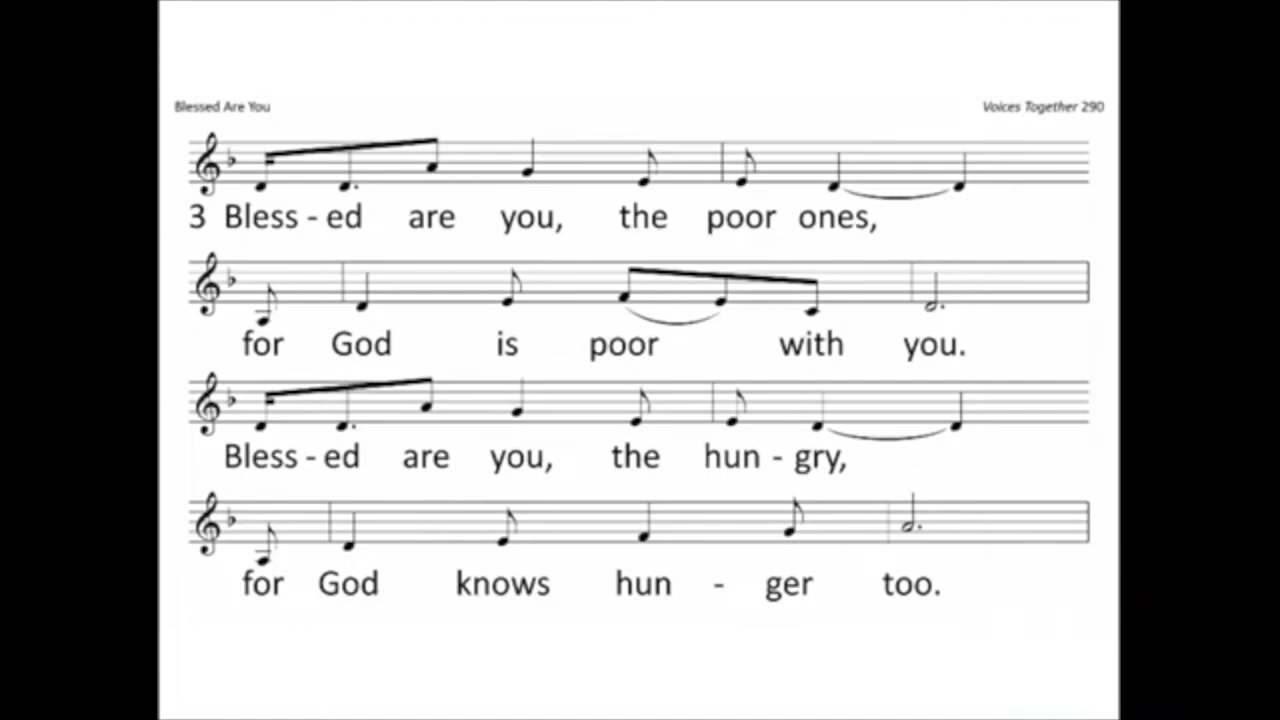 Blessed Are You
Voices Together 290
3 Bless - ed are you, the poor ones,
for God is poor with you.
Bless - ed are you, the hun - gry,
for God knows hun - ger too.